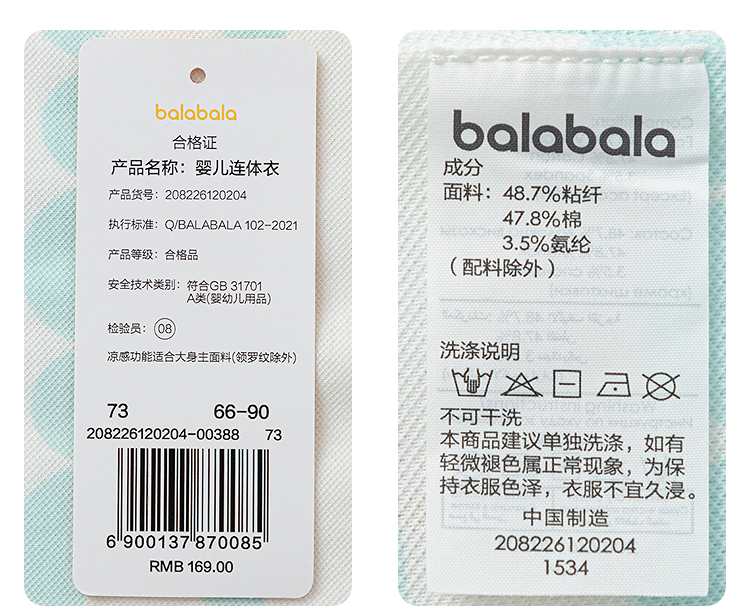 balabala
合格证
产品名称：婴儿连体衣
产品货号：208226120204
执行标准：Q/BALABALA 102-2021
产品等级：合格品
安全技术类别：符合GB 31701
A类(婴幼儿用品)
检验员：08
凉感功能适合大身主面料(领罗纹除外)
73 66-90
208226120204-00388 73
6 900137 870085
RMB 169.00
balabala
成分
面料：48.7%粘纤
47.8%棉
3.5%氨纶
（配料除外）
洗涤说明
不可干洗
本商品建议单独洗涤，如有
轻微褪色属正常现象，为保
持衣服色泽，衣服不宜久浸。
中国制造
208226120204
1534